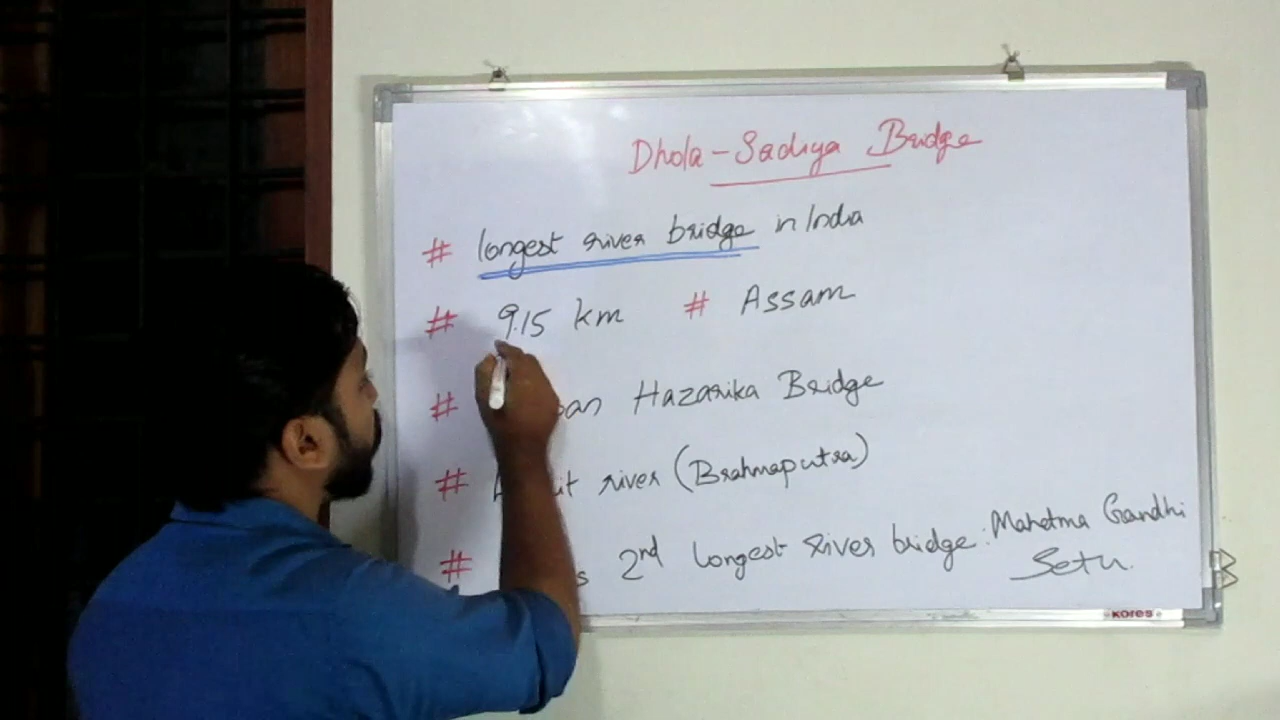 Dhola-Sadiya Bridge
# longest river bridge in India
# 9.15 km # Assam
# Hazarika Bridge
# river (Brahmaputra)
# 2nd longest river bridge: Mahatma Gandhi
Setu.
KORES